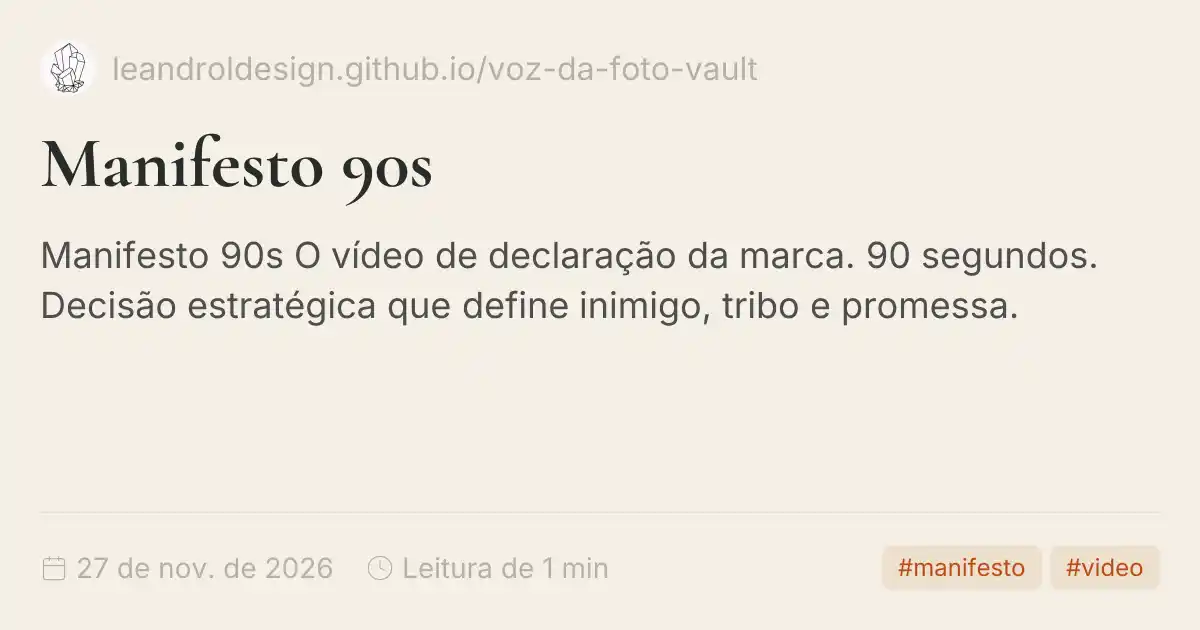 leandroldesign.github.io/voz-da-foto-vault
Manifesto 90s
Manifesto 90s O vídeo de declaração da marca. 90 segundos.
Decisão estratégica que define inimigo, tribo e promessa.
27 de nov. de 2026 Leitura de 1 min #manifesto #video